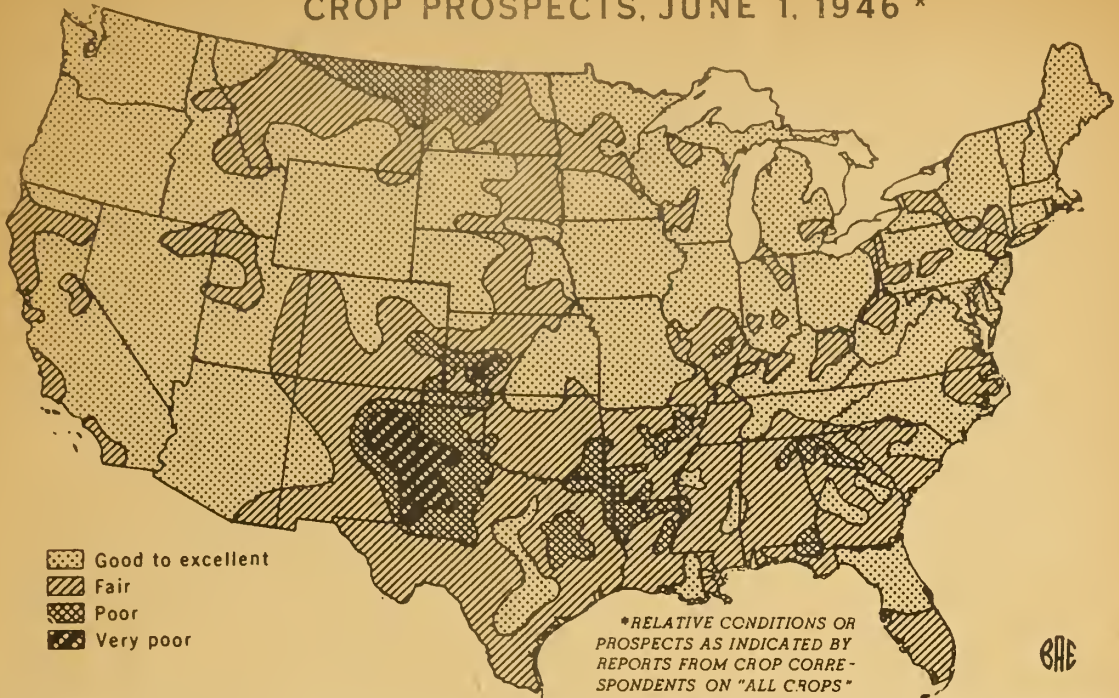 CROP PROSPECTS, JUNE 1, 1946 *
Good to excellent
Fair
Poor
Very poor
*RELATIVE CONDITIONS OR
PROSPECTS AS INDICATED BY
REPORTS FROM CROP CORRE-
SPONDENTS ON "ALL CROPS"
BAE